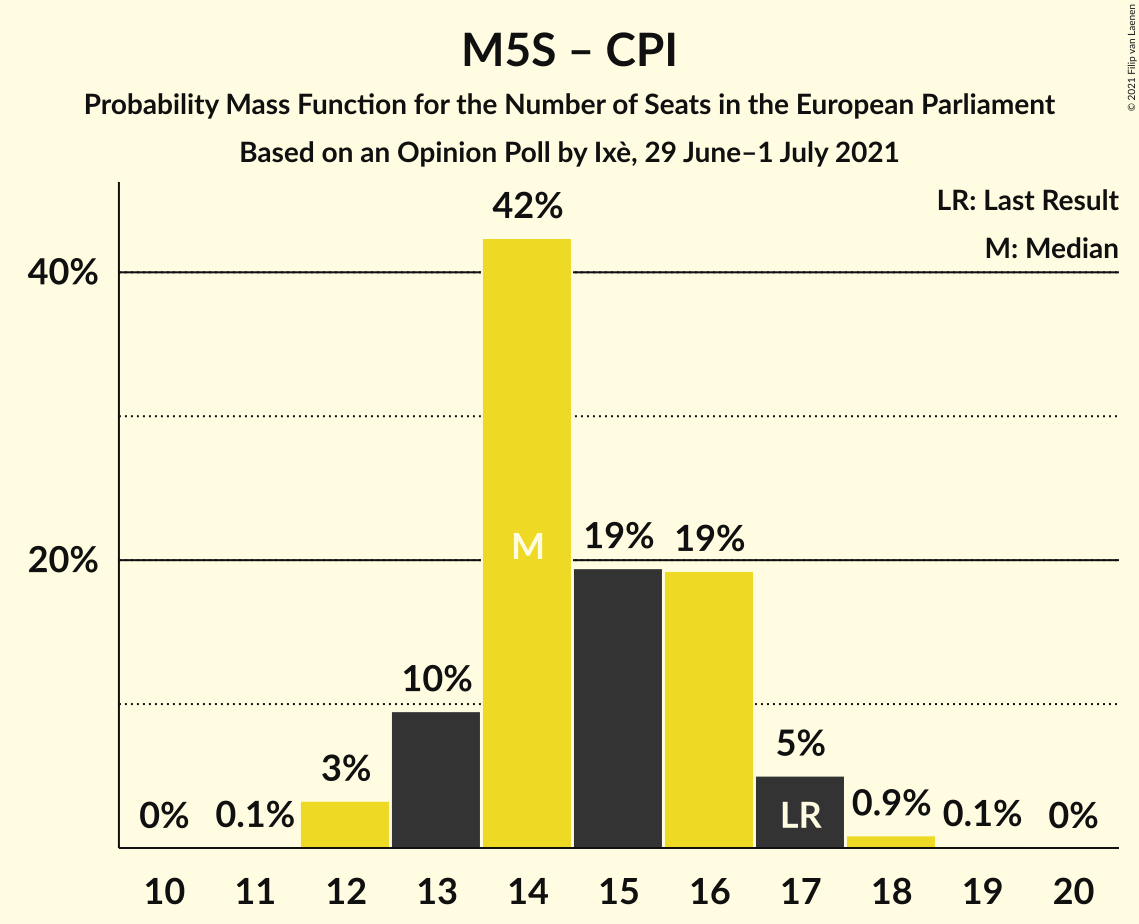 M5S – CPI
Probability Mass Function for the Number of Seats in the European Parliament
Based on an Opinion Poll by Ixè, 29 June–1 July 2021
© 2021 Filip van Laenen
LR: Last Result
M: Median
42%
40%
M
19%
19%
20%
10%
5%
3%
LR
0.9%
0%
0.1%
0.1%
0%
10 11 12 13 14 15 16 17 18 19 20